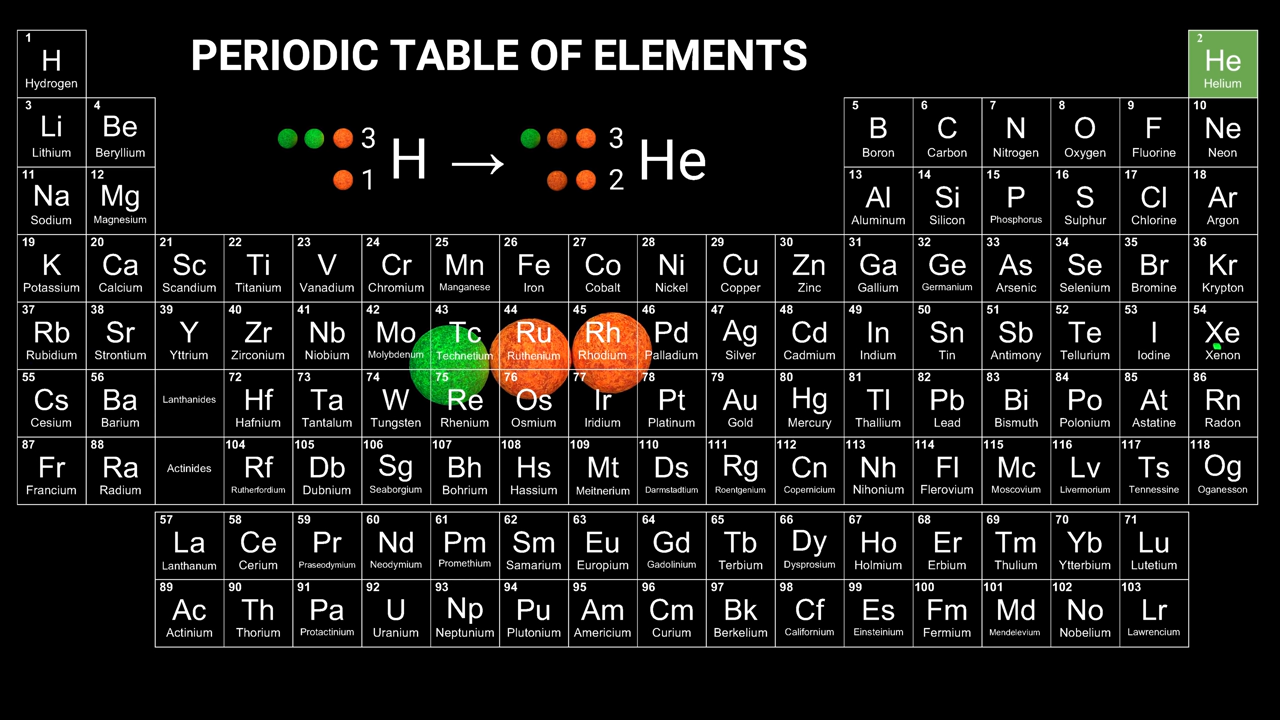 1 2
H PERIODIC TABLE OF ELEMENTS He
Hydrogen Helium
3 4 5 6 7 8 9 10
Li Be B C N O F Ne
Lithium Beryllium Boron Carbon Nitrogen Oxygen Fluorine Neon
3 H → 3 He
1 2
11 12 13 14 15 16 17 18
Na Mg Al Si P S Cl Ar
Sodium Magnesium Aluminum Silicon Phosphorus Sulphur Chlorine Argon
19 20 21 22 23 24 25 26 27 28 29 30 31 32 33 34 35 36
K Ca Sc Ti V Cr Mn Fe Co Ni Cu Zn Ga Ge As Se Br Kr
Potassium Calcium Scandium Titanium Vanadium Chromium Manganese Iron Cobalt Nickel Copper Zinc Gallium Germanium Arsenic Selenium Bromine Krypton
37 38 39 40 41 42 43 44 45 46 47 48 49 50 51 52 53 54
Rb Sr Y Zr Nb Mo Tc Ru Rh Pd Ag Cd In Sn Sb Te I Xe
Rubidium Strontium Yttrium Zirconium Niobium Molybdenum Technetium Ruthenium Rhodium Palladium Silver Cadmium Indium Tin Antimony Tellurium Iodine Xenon
55 56 72 73 74 75 76 77 78 79 80 81 82 83 84 85 86
Cs Ba Lanthanides Hf Ta W Re Os Ir Pt Au Hg Tl Pb Bi Po At Rn
Cesium Barium Hafnium Tantalum Tungsten Rhenium Osmium Iridium Platinum Gold Mercury Thallium Lead Bismuth Polonium Astatine Radon
87 88 104 105 106 107 108 109 110 111 112 113 114 115 116 117 118
Fr Ra Actinides Rf Db Sg Bh Hs Mt Ds Rg Cn Nh Fl Mc Lv Ts Og
Francium Radium Rutherfordium Dubnium Seaborgium Bohrium Hassium Meitnerium Darmstadtium Roentgenium Copernicium Nihonium Flerovium Moscovium Livermorium Tennessine Oganesson
57 58 59 60 61 62 63 64 65 66 67 68 69 70 71
La Ce Pr Nd Pm Sm Eu Gd Tb Dy Ho Er Tm Yb Lu
Lanthanum Cerium Praseodymium Neodymium Promethium Samarium Europium Gadolinium Terbium Dysprosium Holmium Erbium Thulium Ytterbium Lutetium
89 90 91 92 93 94 95 96 97 98 99 100 101 102 103
Ac Th Pa U Np Pu Am Cm Bk Cf Es Fm Md No Lr
Actinium Thorium Protactinium Uranium Neptunium Plutonium Americium Curium Berkelium Californium Einsteinium Fermium Mendelevium Nobelium Lawrencium